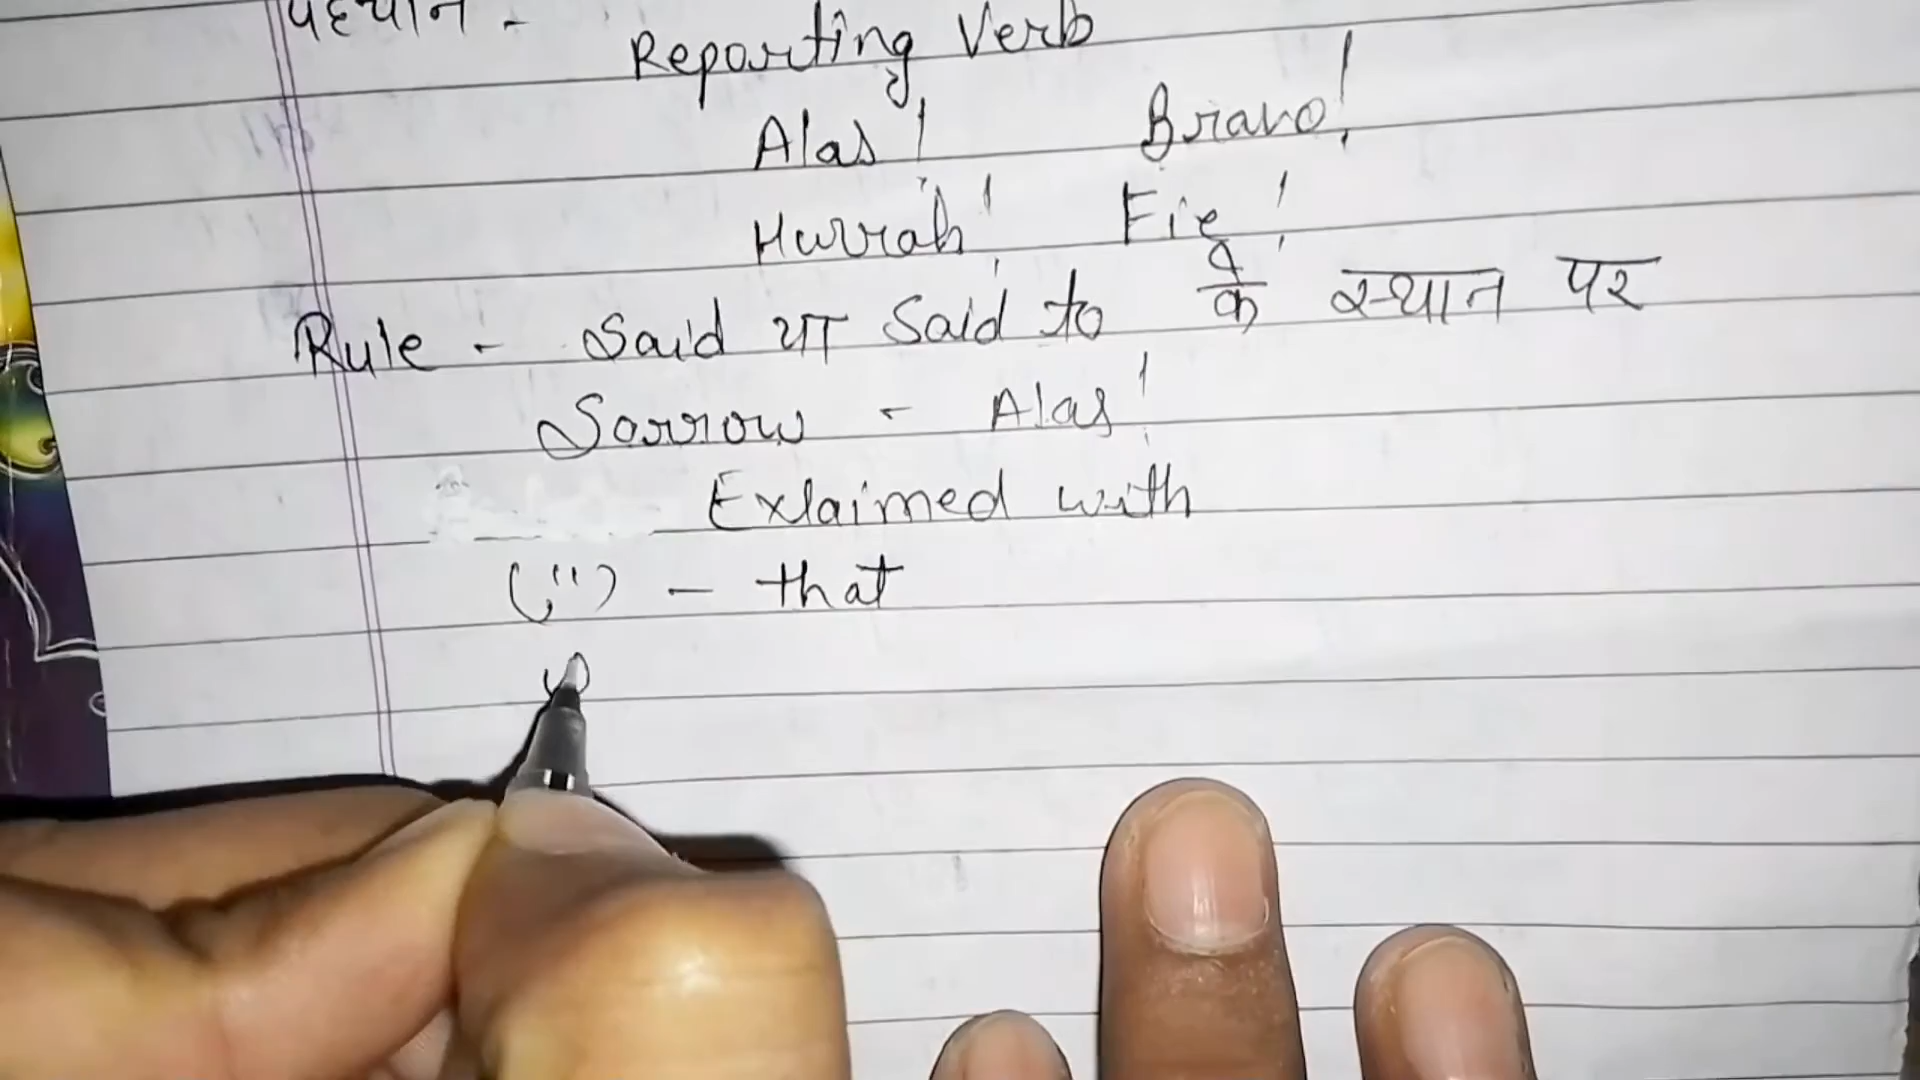 पहचान -
Reporting Verb
Alas! Bravo!
Hurrah! Fie!
Rule - Said या Said to के स्थान पर
Sorrow - Alas!
Exlaimed with
(, " ") - that